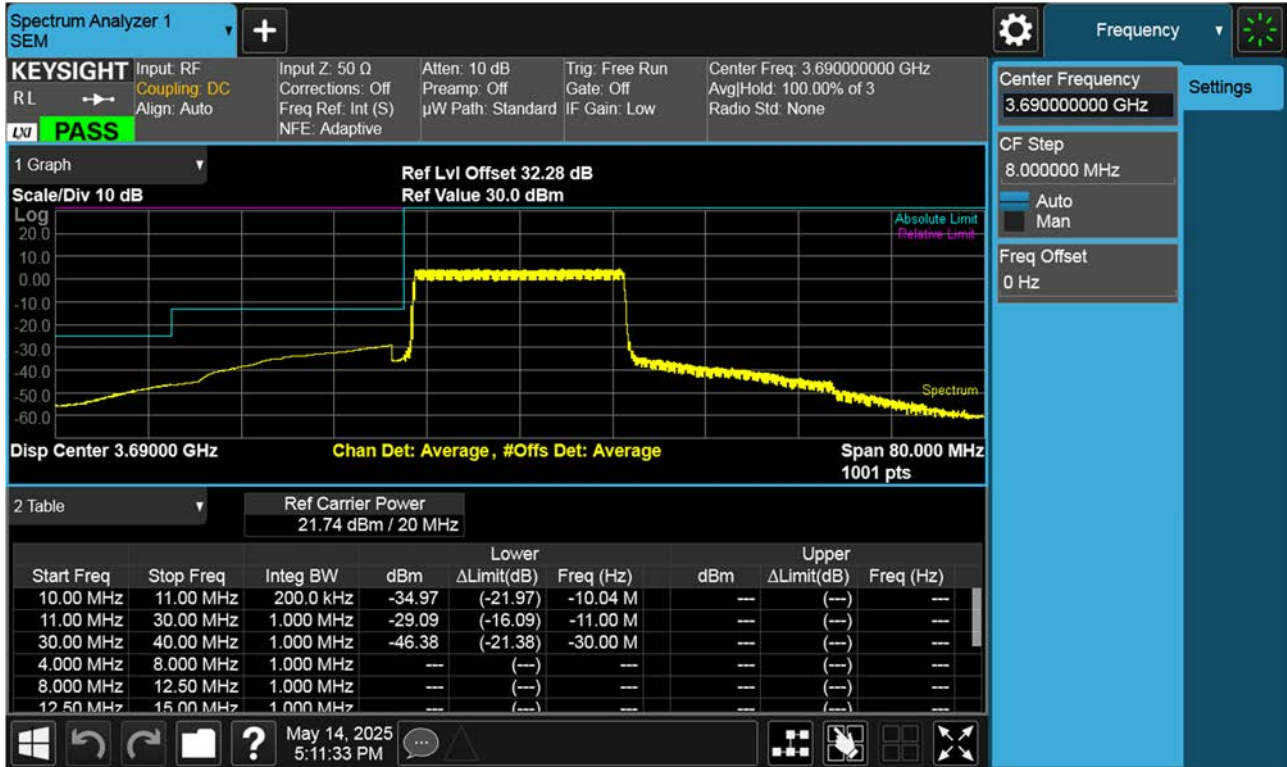 Spectrum Analyzer 1
SEM
Frequency
KEYSIGHT
RL
LXI
PASS
Input: RF
Coupling: DC
Align: Auto
Input Z: 50 Ω
Corrections: Off
Freq Ref: Int (S)
NFE: Adaptive
Atten: 10 dB
Preamp: Off
µW Path: Standard
Trig: Free Run
Gate: Off
IF Gain: Low
Center Freq: 3.690000000 GHz
Avg|Hold: 100.00% of 3
Radio Std: None
Center Frequency
3.690000000 GHz
Settings
CF Step
8.000000 MHz
Auto
Man
Freq Offset
0 Hz
1 Graph
Scale/Div 10 dB
Ref Lvl Offset 32.28 dB
Ref Value 30.0 dBm
Log
20.0
10.0
0.00
-10.0
-20.0
-30.0
-40.0
-50.0
-60.0
Absolute Limit
Relative Limit
Spectrum
Disp Center 3.69000 GHz
Chan Det: Average, #Offs Det: Average
Span 80.000 MHz
1001 pts
2 Table
Ref Carrier Power
21.74 dBm / 20 MHz
Lower Upper
Start Freq Stop Freq Integ BW dBm ΔLimit(dB) Freq (Hz) dBm ΔLimit(dB) Freq (Hz)
10.00 MHz 11.00 MHz 200.0 kHz -34.97 (-21.97) -10.04 M --- (---) ---
11.00 MHz 30.00 MHz 1.000 MHz -29.09 (-16.09) -11.00 M --- (---) ---
30.00 MHz 40.00 MHz 1.000 MHz -46.38 (-21.38) -30.00 M --- (---) ---
4.000 MHz 8.000 MHz 1.000 MHz --- (---) --- --- (---) ---
8.000 MHz 12.50 MHz 1.000 MHz --- (---) --- --- (---) ---
12.50 MHz 15.00 MHz 1.000 MHz --- (---) --- --- (---) ---
May 14, 2025
5:11:33 PM